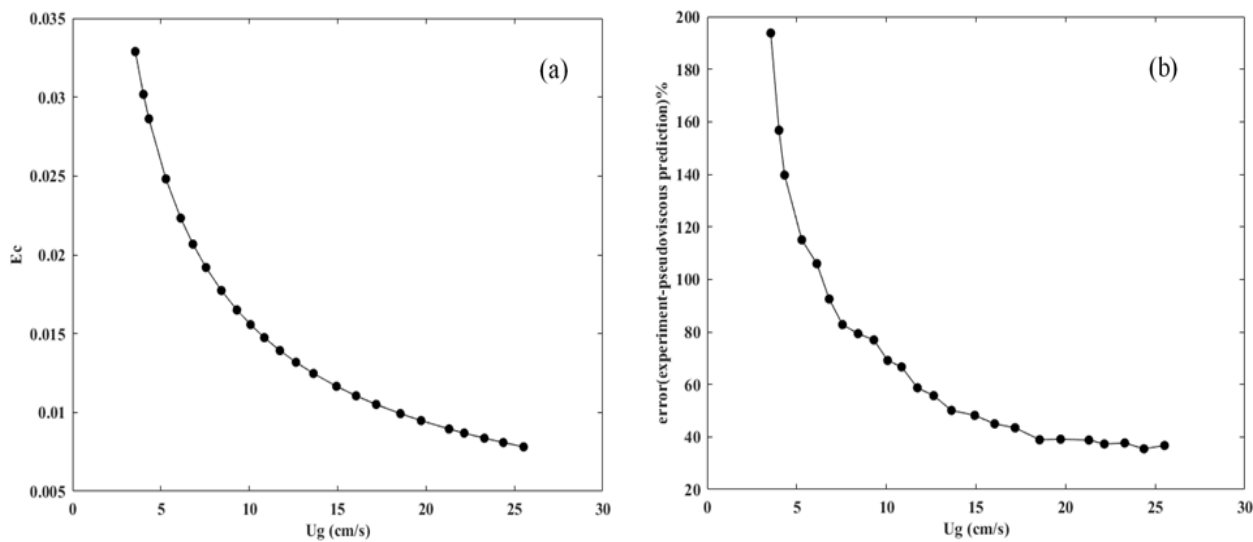 (a)
Ec
0.035
0.03
0.025
0.02
0.015
0.01
0.005
0 5 10 15 20 25 30
Ug (cm/s)
(b)
error(experiment-pseudoviscous prediction)%
200
180
160
140
120
100
80
60
40
20
0 5 10 15 20 25 30
Ug (cm/s)